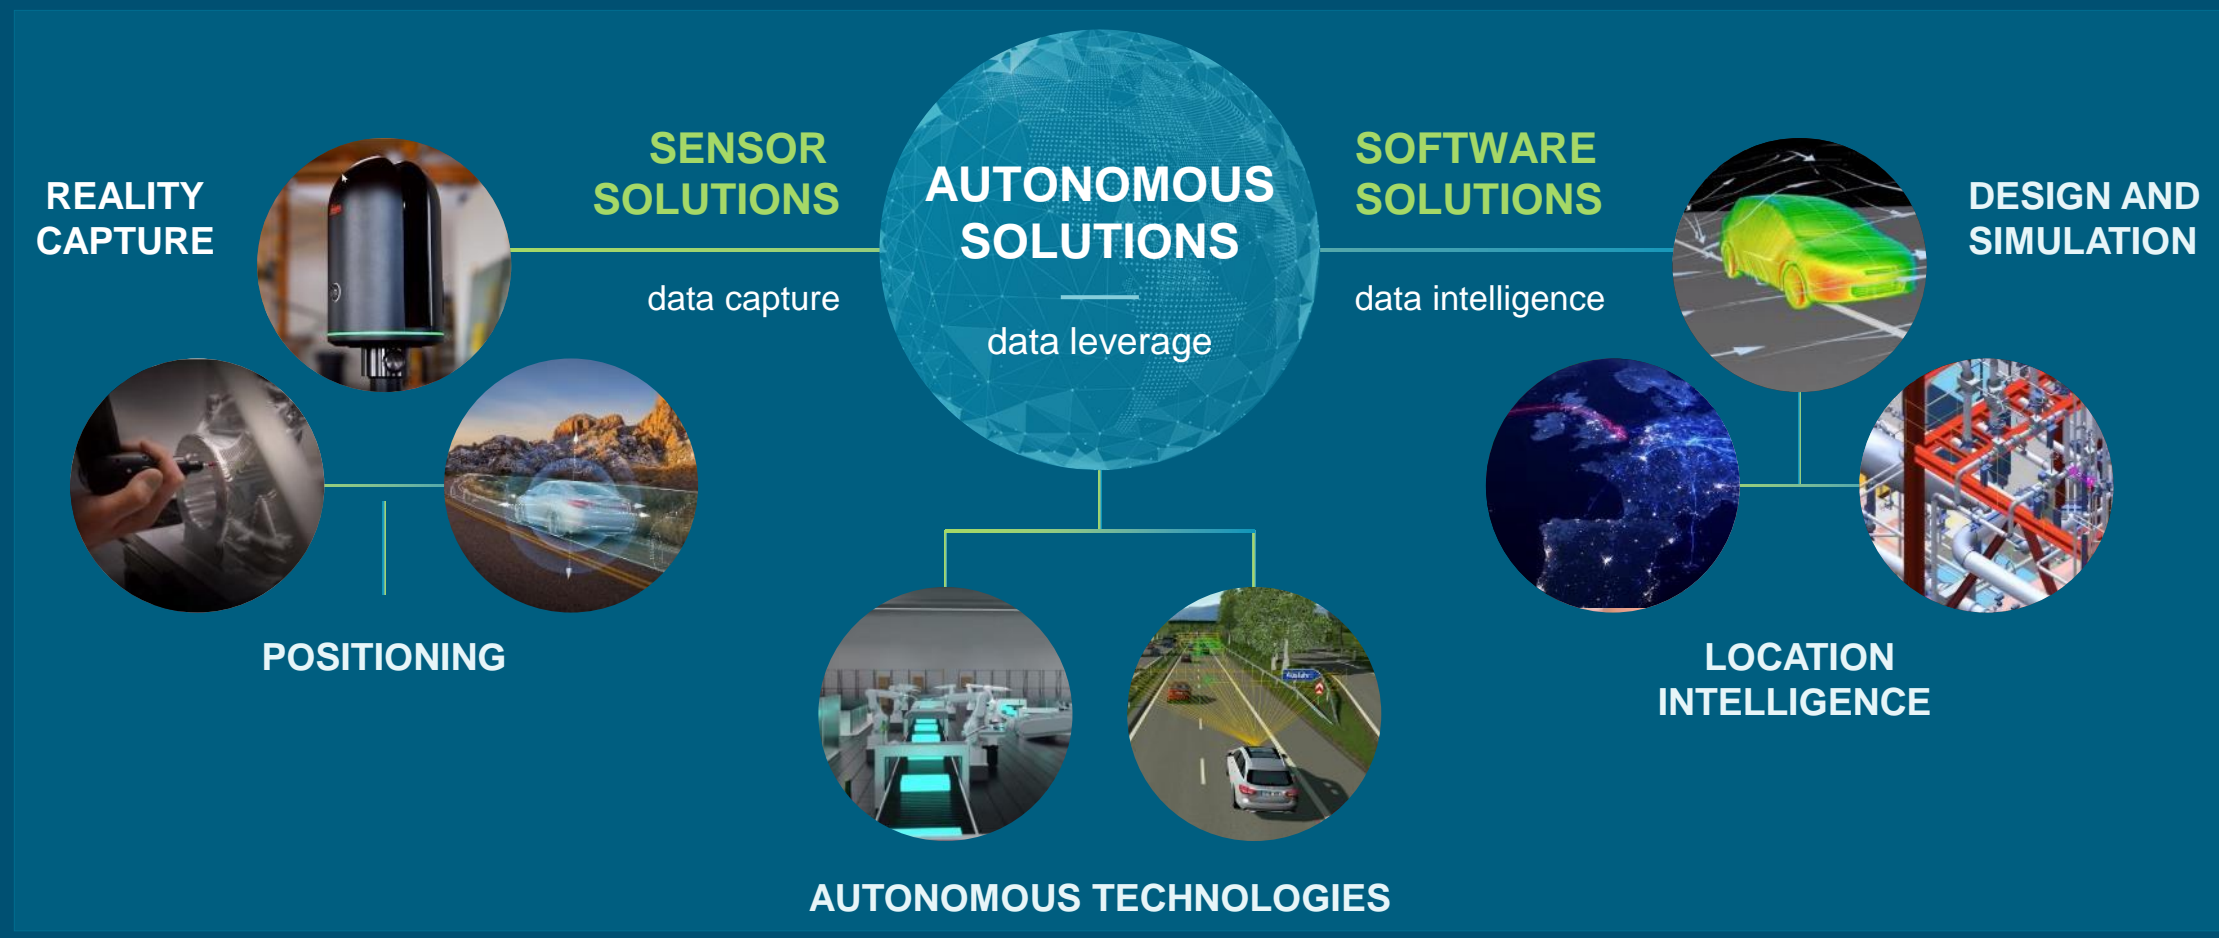 REALITY
CAPTURE
SENSOR
SOLUTIONS
data capture
AUTONOMOUS
SOLUTIONS
data leverage
SOFTWARE
SOLUTIONS
data intelligence
DESIGN AND
SIMULATION
POSITIONING
LOCATION
INTELLIGENCE
Ausfahrt
AUTONOMOUS TECHNOLOGIES